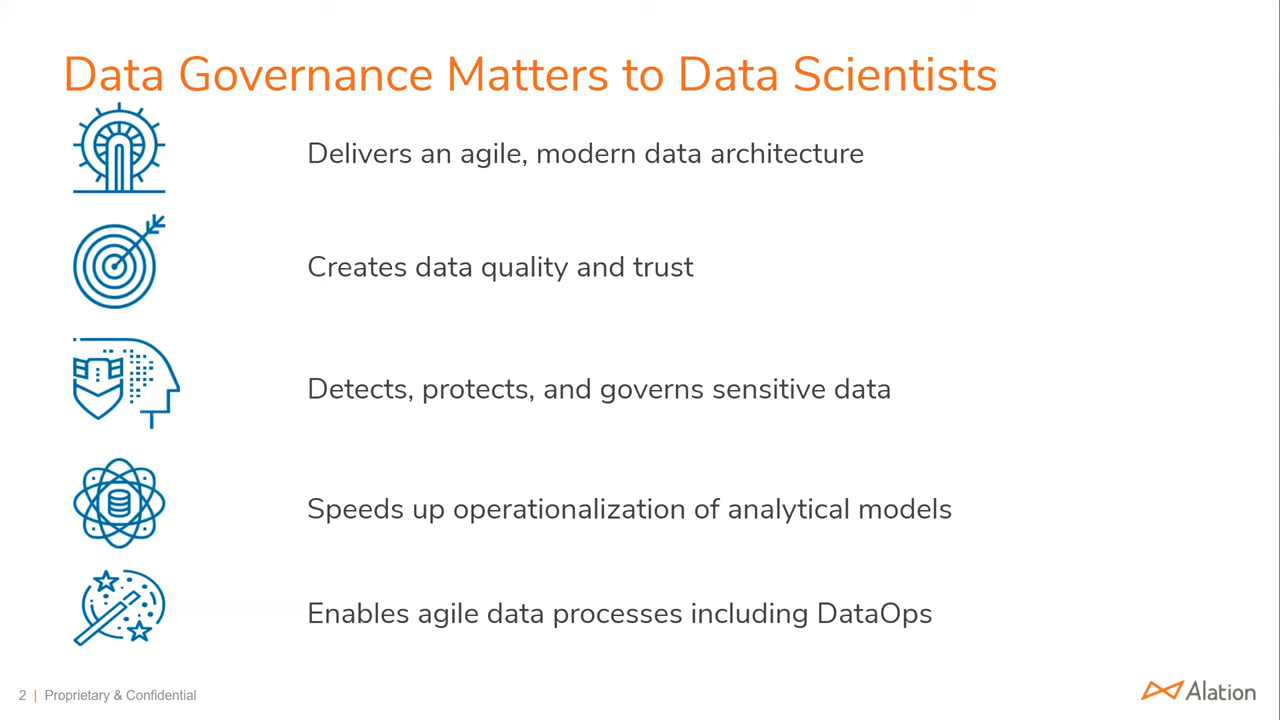 Data Governance Matters to Data Scientists
Delivers an agile, modern data architecture
Creates data quality and trust
Detects, protects, and governs sensitive data
Speeds up operationalization of analytical models
Enables agile data processes including DataOps
2 | Proprietary & Confidential
Alation